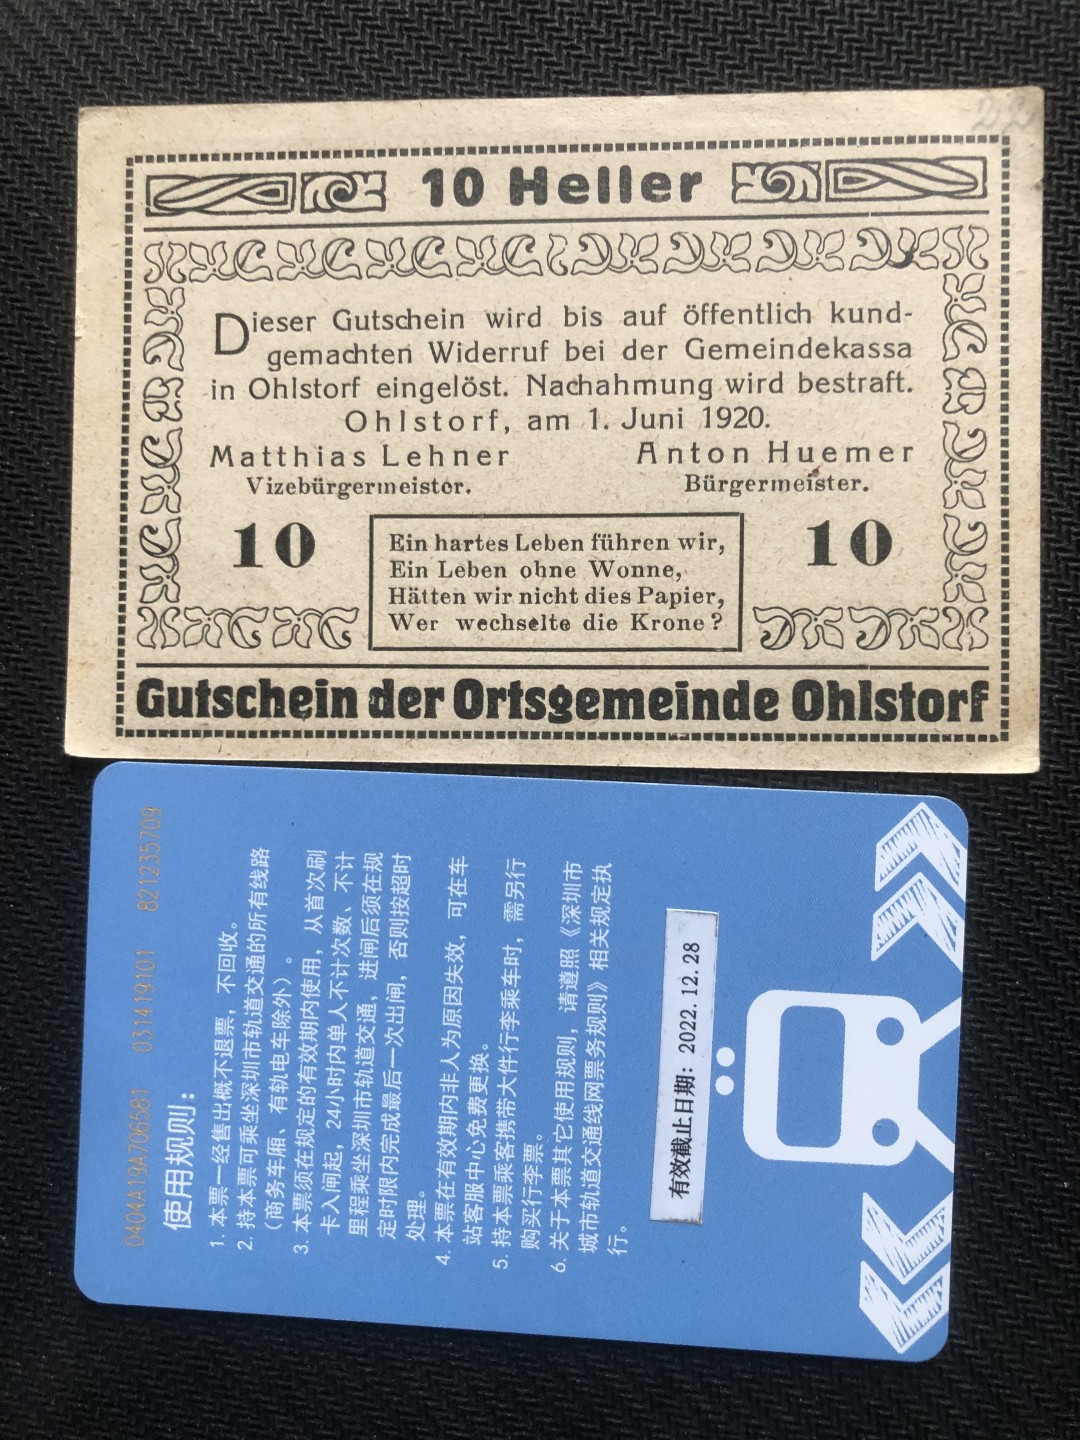 10 Heller
Dieser Gutschein wird bis auf öffentlich kund-
gemachten Widerruf bei der Gemeindekassa
in Ohlstorf eingelöst. Nachahmung wird bestraft.
Ohlstorf, am 1. Juni 1920.
Matthias Lehner
Vizebürgermeister.
Anton Huemer
Bürgermeister.
10
Ein hartes Leben führen wir,
Ein Leben ohne Wonne,
Hätten wir nicht dies Papier,
Wer wechselte die Krone?
10
Gutschein der Ortsgemeinde Ohlstorf
0404A19A706581 031419101 821235709
使用规则：
1. 本票一经售出概不退票，不回收。
2. 持本票可乘坐深圳市轨道交通的所有线路
（商务车厢、有轨电车除外）。
3. 本票须在规定的有效期内使用，从首次刷
卡入闸起，24小时内单人不计次数、不计
里程乘坐深圳市轨道交通，进闸后须在规
定时限内完成最后一次出闸，否则按超时
处理。
4. 本票在有效期内非人为原因失效，可在车
站客服中心免费更换。
5. 持本票乘客携带大件行李乘车时，需另行
购买行李票。
6. 关于本票其它使用规则，请遵照《深圳市
城市轨道交通线网票务规则》相关规定执
行。
有效截止日期：2022.12.28